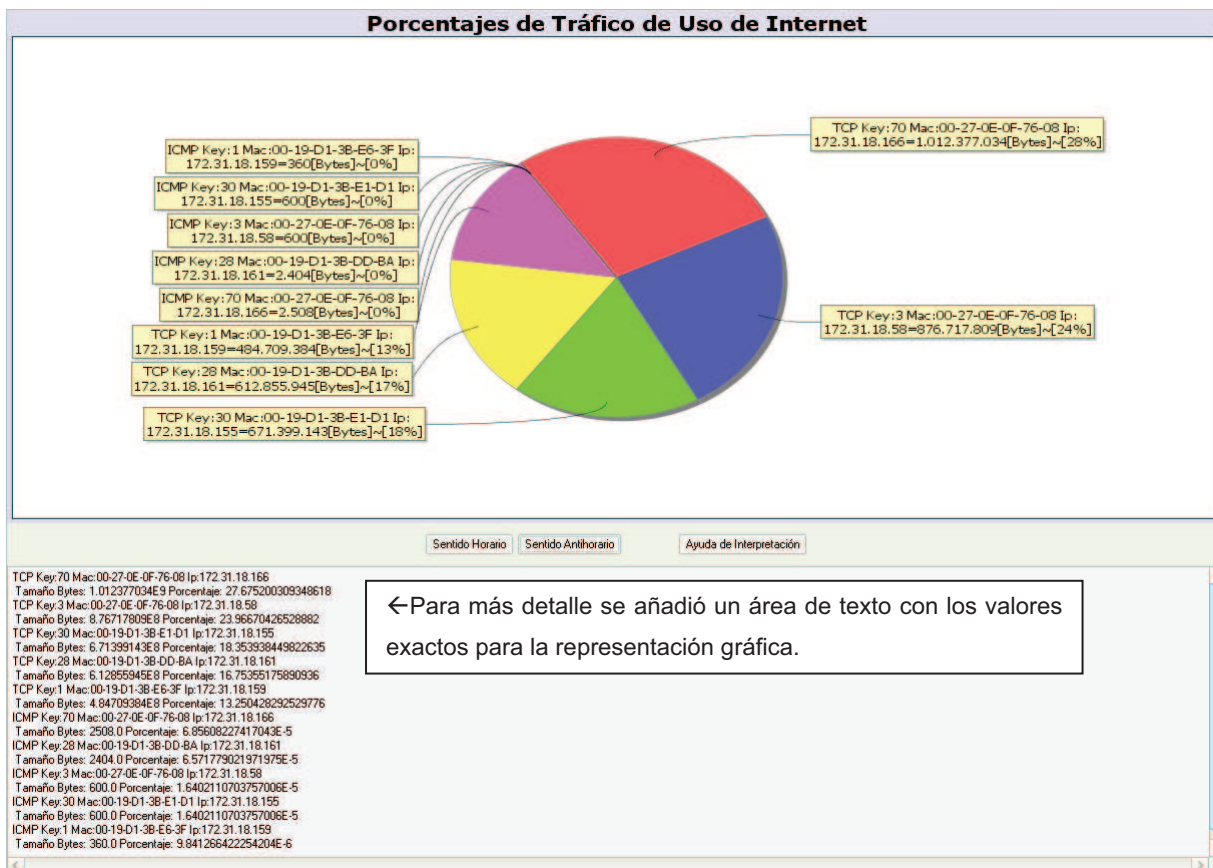 Porcentajes de Tráfico de Uso de Internet
TCP Key:70 Mac:00-27-0E-0F-76-08 Ip:
172.31.18.166=1.012.377.034[Bytes]~[28%]
ICMP Key:1 Mac:00-19-D1-3B-E6-3F Ip:
172.31.18.159=360[Bytes]~[0%]
ICMP Key:30 Mac:00-19-D1-3B-E1-D1 Ip:
172.31.18.155=600[Bytes]~[0%]
ICMP Key:3 Mac:00-27-0E-0F-76-08 Ip:
172.31.18.58=600[Bytes]~[0%]
ICMP Key:28 Mac:00-19-D1-3B-DD-BA Ip:
172.31.18.161=2.404[Bytes]~[0%]
ICMP Key:70 Mac:00-27-0E-0F-76-08 Ip:
172.31.18.166=2.508[Bytes]~[0%]
TCP Key:3 Mac:00-27-0E-0F-76-08 Ip:
172.31.18.58=876.717.809[Bytes]~[24%]
TCP Key:1 Mac:00-19-D1-3B-E6-3F Ip:
172.31.18.159=484.709.384[Bytes]~[13%]
TCP Key:28 Mac:00-19-D1-3B-DD-BA Ip:
172.31.18.161=612.855.945[Bytes]~[17%]
TCP Key:30 Mac:00-19-D1-3B-E1-D1 Ip:
172.31.18.155=671.399.143[Bytes]~[18%]
Sentido Horario Sentido Antihorario Ayuda de Interpretación
TCP Key:70 Mac:00-27-0E-0F-76-08 Ip:172.31.18.166
Tamaño Bytes: 1.012377034E9 Porcentaje: 27.675200309348618
TCP Key:3 Mac:00-27-0E-0F-76-08 Ip:172.31.18.58
Tamaño Bytes: 8.76717809E8 Porcentaje: 23.96670426528882
TCP Key:30 Mac:00-19-D1-3B-E1-D1 Ip:172.31.18.155
Tamaño Bytes: 6.71399143E8 Porcentaje: 18.353938449822635
TCP Key:28 Mac:00-19-D1-3B-DD-BA Ip:172.31.18.161
Tamaño Bytes: 6.12855945E8 Porcentaje: 16.75355175890936
TCP Key:1 Mac:00-19-D1-3B-E6-3F Ip:172.31.18.159
Tamaño Bytes: 4.84709384E8 Porcentaje: 13.250428292529776
ICMP Key:70 Mac:00-27-0E-0F-76-08 Ip:172.31.18.166
Tamaño Bytes: 2508.0 Porcentaje: 6.85608227417043E-5
ICMP Key:28 Mac:00-19-D1-3B-DD-BA Ip:172.31.18.161
Tamaño Bytes: 2404.0 Porcentaje: 6.571779021971975E-5
ICMP Key:3 Mac:00-27-0E-0F-76-08 Ip:172.31.18.58
Tamaño Bytes: 600.0 Porcentaje: 1.6402110703757006E-5
ICMP Key:30 Mac:00-19-D1-3B-E1-D1 Ip:172.31.18.155
Tamaño Bytes: 600.0 Porcentaje: 1.6402110703757006E-5
ICMP Key:1 Mac:00-19-D1-3B-E6-3F Ip:172.31.18.159
Tamaño Bytes: 360.0 Porcentaje: 9.841266422254204E-6
←Para más detalle se añadió un área de texto con los valores
exactos para la representación gráfica.